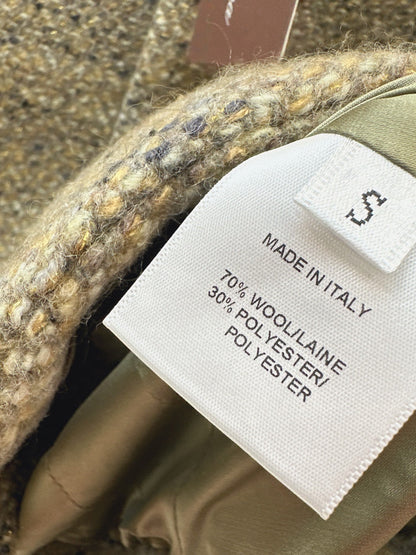 S
MADE IN ITALY
70% WOOL/LAINE
30% POLYESTER/
POLYESTER